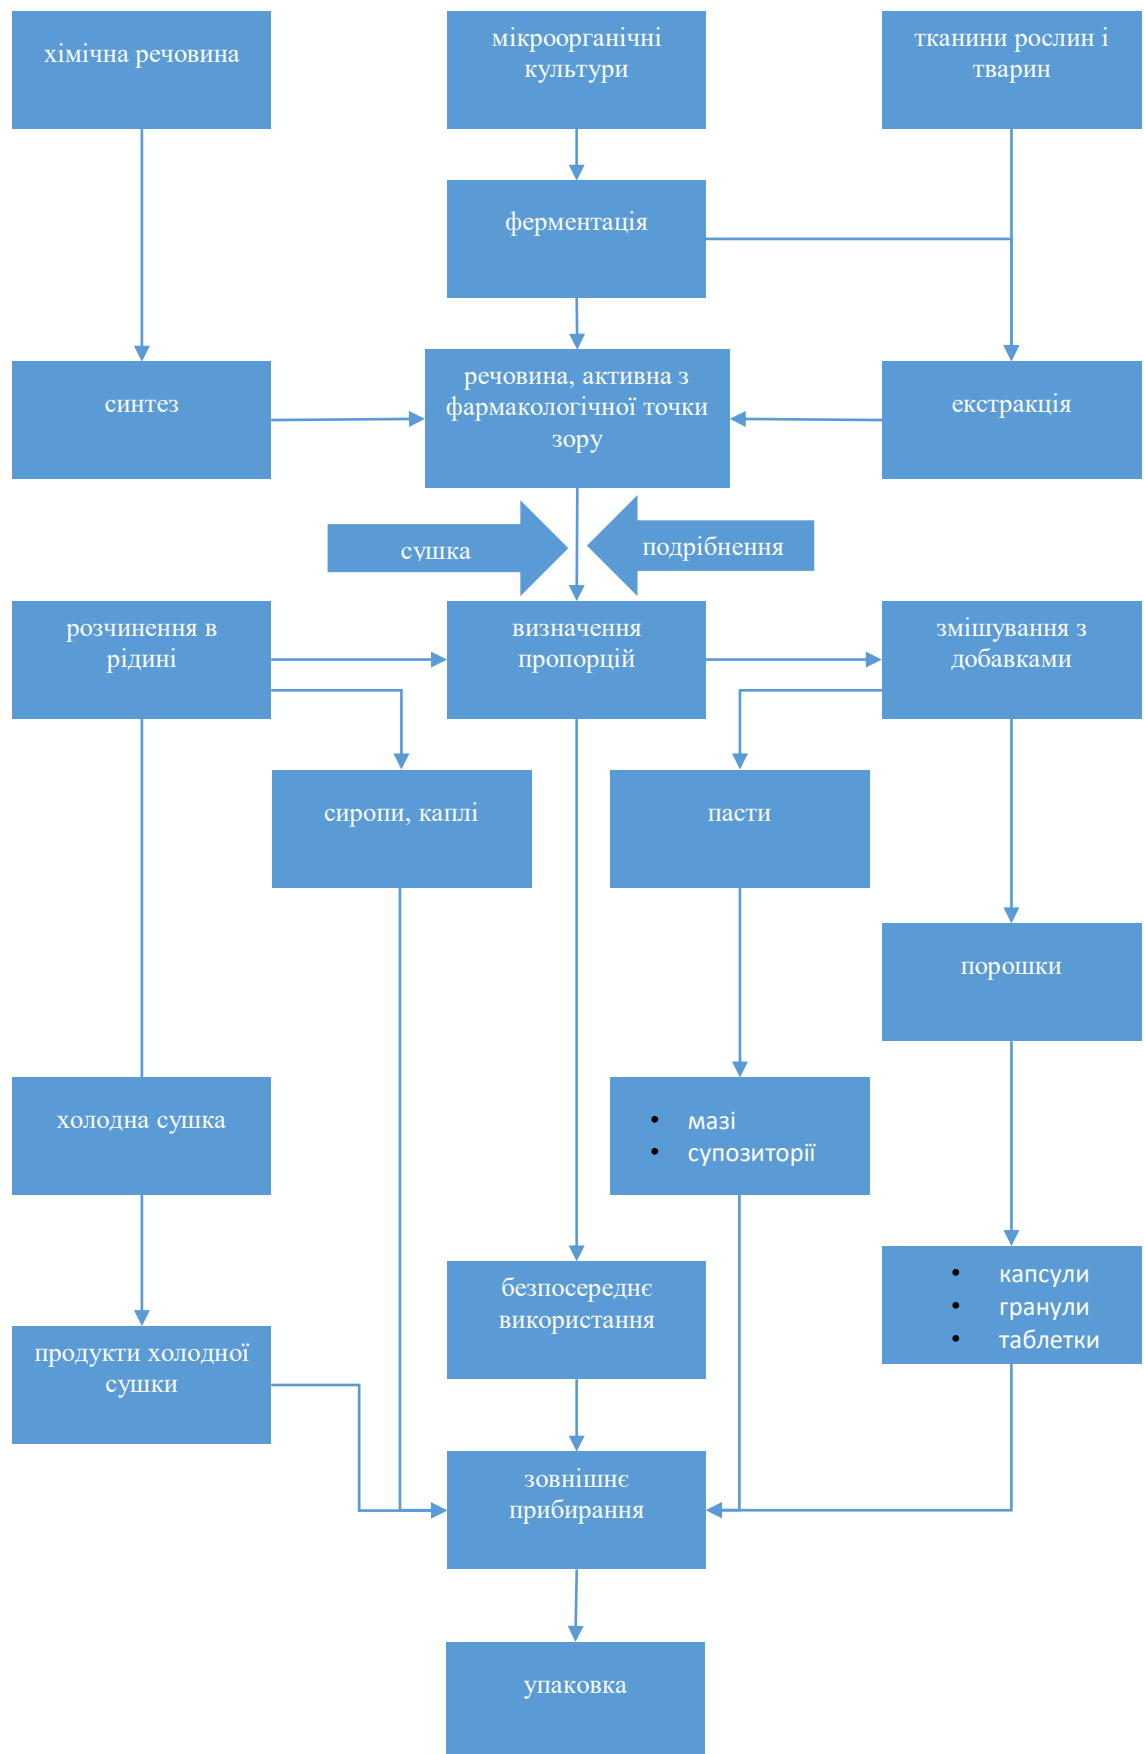 хімічна речовина
мікроорганічні
культури
тканини рослин і
тварин
ферментація
синтез
речовина, активна з
фармакологічної точки
зору
екстракція
сушка
подрібнення
розчинення в
рідині
визначення
пропорцій
змішування з
добавками
сиропи, каплі
пасти
порошки
холодна сушка
• мазі
• супозиторії
безпосереднє
використання
• капсули
• гранули
• таблетки
продукти холодної
сушки
зовнішнє
прибирання
упаковка